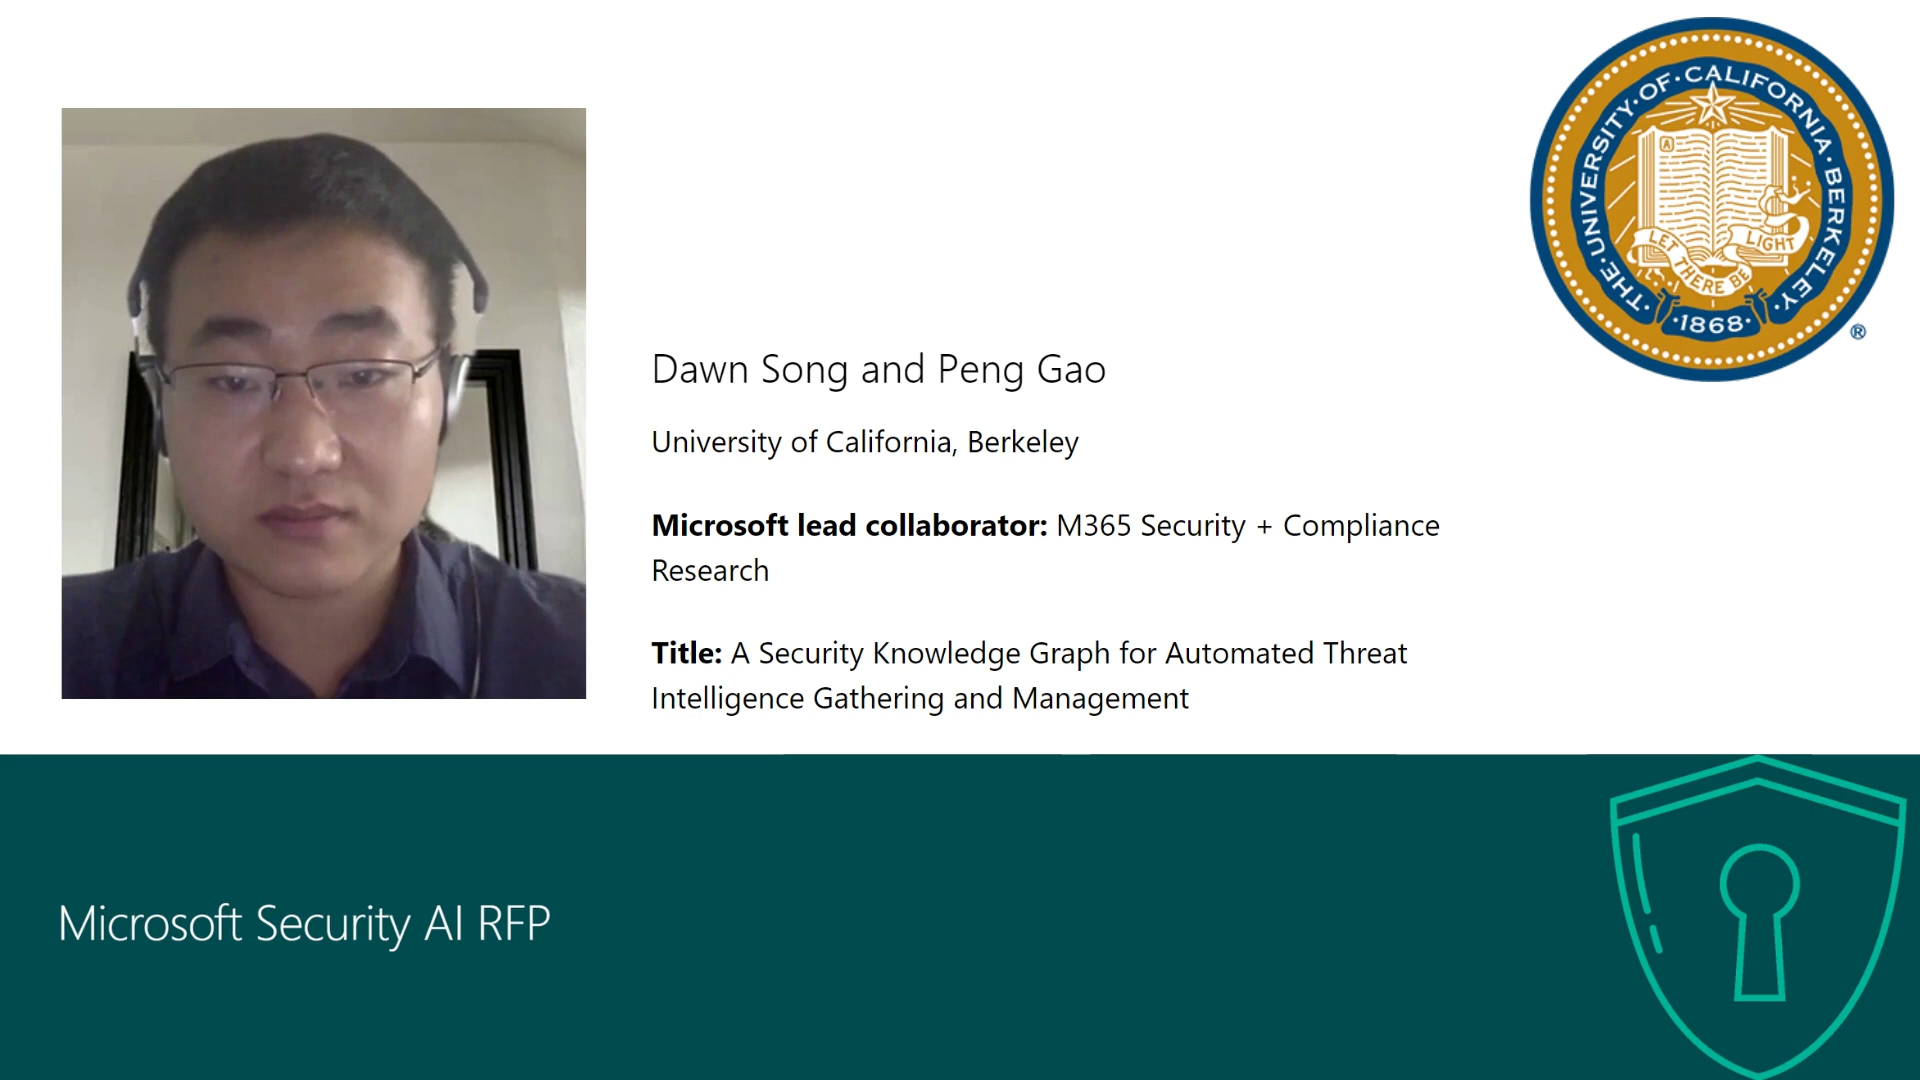 THE·UNIVERSITY·OF·CALIFORNIA·BERKELEY
A
LET THERE BE LIGHT
·1868·
®
Dawn Song and Peng Gao
University of California, Berkeley
Microsoft lead collaborator: M365 Security + Compliance
Research
Title: A Security Knowledge Graph for Automated Threat
Intelligence Gathering and Management
Microsoft Security AI RFP